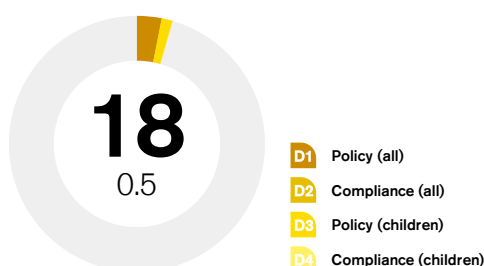 18
0.5
D1 Policy (all)
D2 Compliance (all)
D3 Policy (children)
D4 Compliance (children)